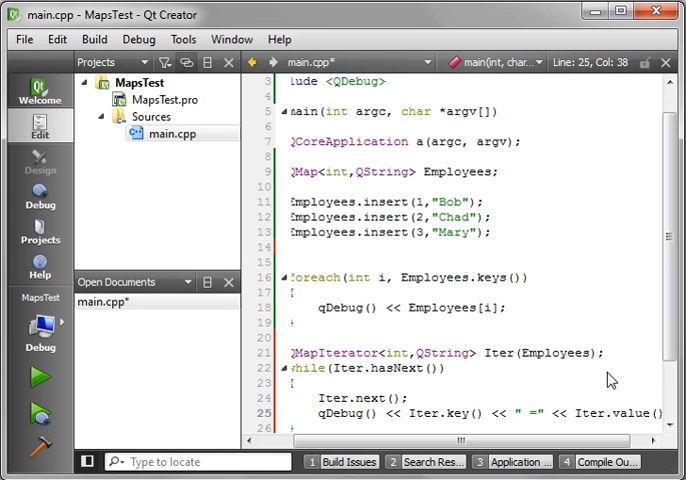 main.cpp - MapsTest - Qt Creator
File Edit Build Debug Tools Window Help
Projects main.cpp* main(int, char... Line: 25, Col: 38
Welcome
Edit
Design
Debug
Projects
Help
MapsTest
Debug
MapsTest
MapsTest.pro
Sources
main.cpp
Open Documents
main.cpp*
3 lude <QDebug>
4
5 main(int argc, char *argv[])
6
7 QCoreApplication a(argc, argv);
8
9 QMap<int,QString> Employees;
10
11 Employees.insert(1,"Bob");
12 Employees.insert(2,"Chad");
13 Employees.insert(3,"Mary");
14
15
16 foreach(int i, Employees.keys())
17 {
18 qDebug() << Employees[i];
19 }
20
21 QMapIterator<int,QString> Iter(Employees);
22 while(Iter.hasNext())
23 {
24 Iter.next();
25 qDebug() << Iter.key() << " =" << Iter.value()
26 }
Type to locate 1 Build Issues 2 Search Res... 3 Application ... 4 Compile Ou...